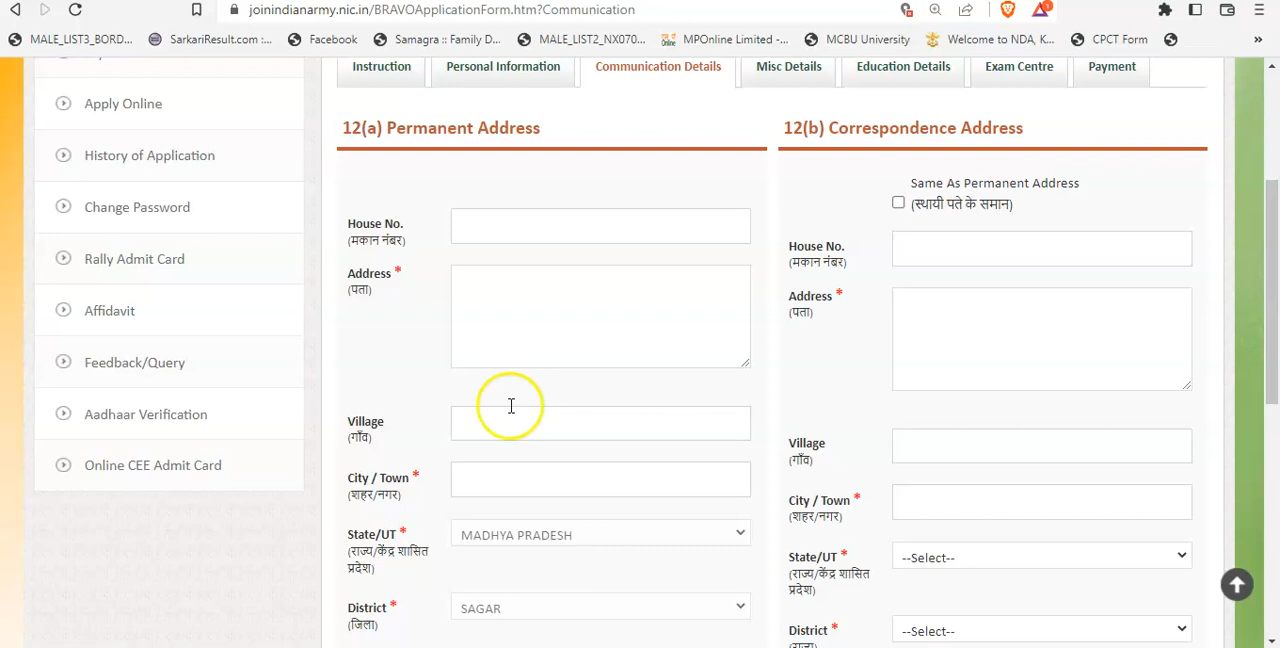 joinindianarmy.nic.in/BRAVOApplicationForm.htm?Communication
MALE_LIST3_BORD... SarkariResult.com :... Facebook Samagra :: Family D... MALE_LIST2_NX070... MPOnline Limited -... MCBU University Welcome to NDA, K... CPCT Form »
Instruction Personal Information Communication Details Misc Details Education Details Exam Centre Payment
Apply Online
History of Application
Change Password
Rally Admit Card
Affidavit
Feedback/Query
Aadhaar Verification
Online CEE Admit Card
12(a) Permanent Address
House No.
(मकान नंबर)
Address *
(पता)
Village
(गाँव)
City / Town *
(शहर/नगर)
State/UT *
(राज्य/केंद्र शासित
प्रदेश)
MADHYA PRADESH
District *
(जिला)
SAGAR
12(b) Correspondence Address
Same As Permanent Address
(स्थायी पते के समान)
House No.
(मकान नंबर)
Address *
(पता)
Village
(गाँव)
City / Town *
(शहर/नगर)
State/UT *
(राज्य/केंद्र शासित
प्रदेश)
--Select--
District *
--Select--